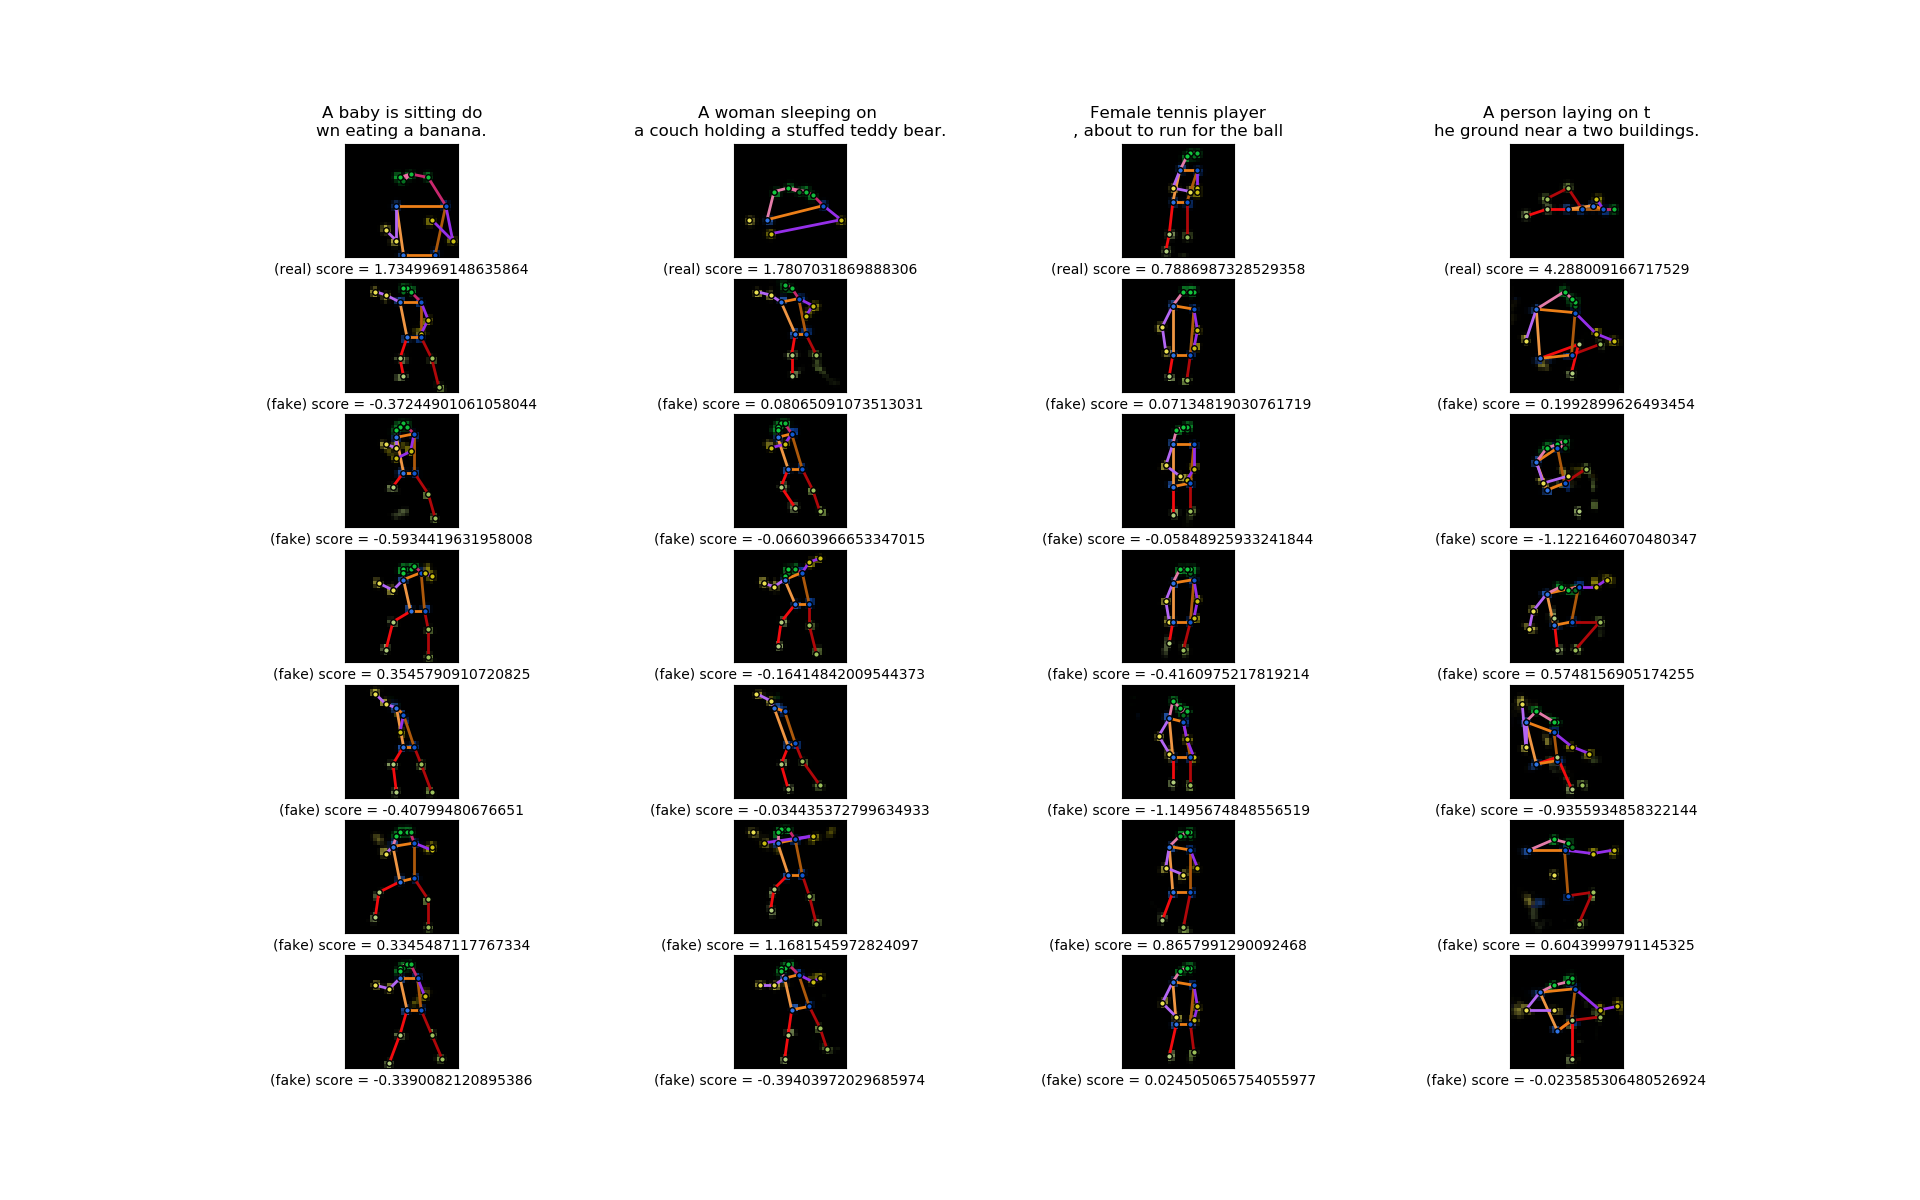 A baby is sitting do
wn eating a banana.
A woman sleeping on
a couch holding a stuffed teddy bear.
Female tennis player
, about to run for the ball
A person laying on t
he ground near a two buildings.
(real) score = 1.7349969148635864
(real) score = 1.7807031869888306
(real) score = 0.7886987328529358
(real) score = 4.288009166717529
(fake) score = -0.37244901061058044
(fake) score = 0.08065091073513031
(fake) score = 0.07134819030761719
(fake) score = 0.1992899626493454
(fake) score = -0.5934419631958008
(fake) score = -0.06603966653347015
(fake) score = -0.05848925933241844
(fake) score = -1.1221646070480347
(fake) score = 0.3545790910720825
(fake) score = -0.16414842009544373
(fake) score = -0.4160975217819214
(fake) score = 0.5748156905174255
(fake) score = -0.40799480676651
(fake) score = -0.034435372799634933
(fake) score = -1.1495674848556519
(fake) score = -0.9355934858322144
(fake) score = 0.3345487117767334
(fake) score = 1.1681545972824097
(fake) score = 0.8657991290092468
(fake) score = 0.6043999791145325
(fake) score = -0.3390082120895386
(fake) score = -0.39403972029685974
(fake) score = 0.024505065754055977
(fake) score = -0.023585306480526924